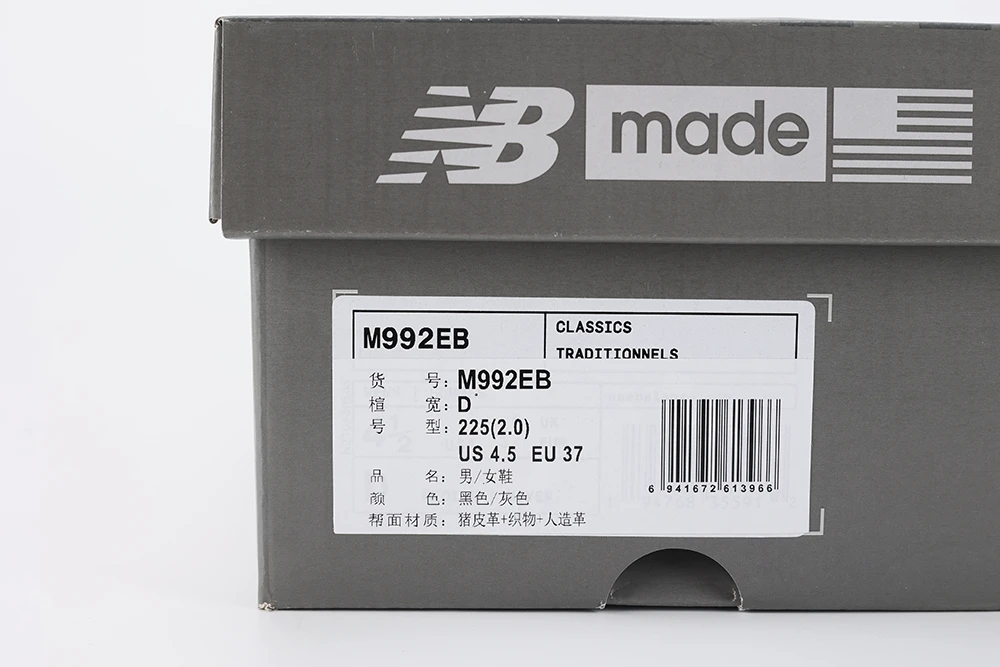 NB made
M992EB
CLASSICS
TRADITIONNELS
货 号: M992EB
楦 宽: D
号 型: 225(2.0)
US 4.5 EU 37
品 名: 男/女鞋
颜 色: 黑色/灰色
帮面材质: 猪皮革+织物+人造革
6 941672 613966